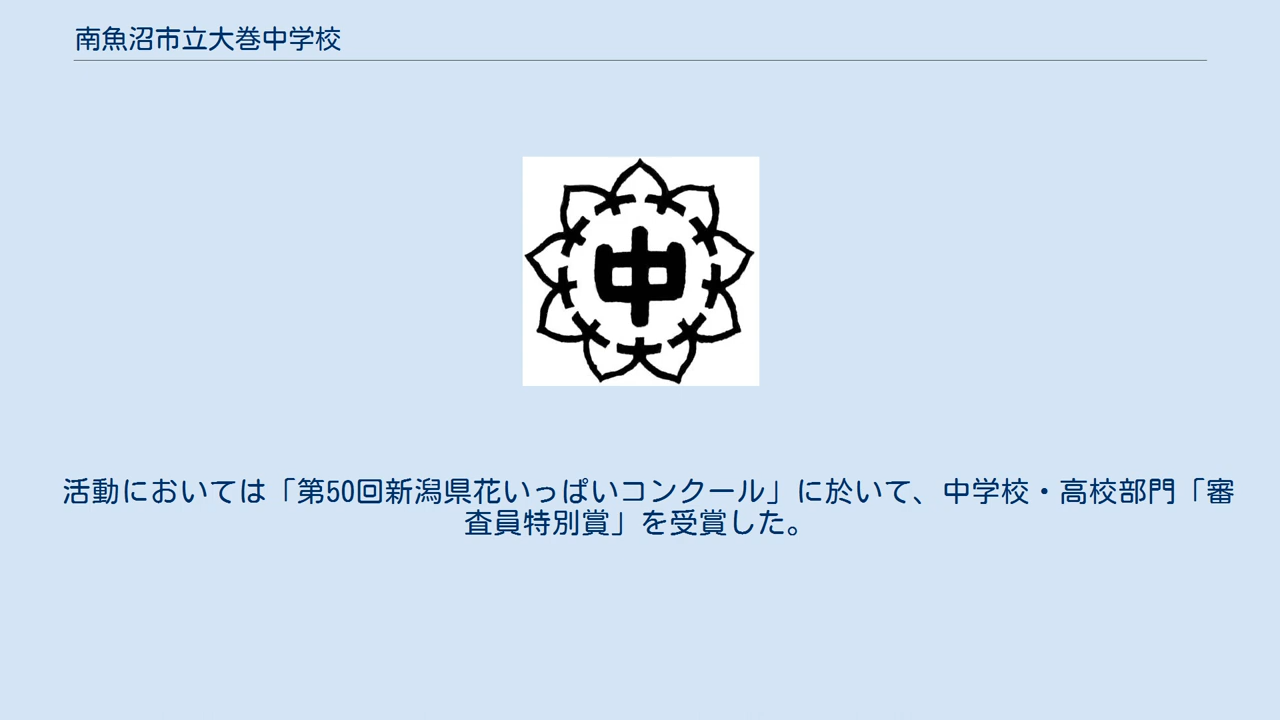 南魚沼市立大巻中学校
中
活動においては「第50回新潟県花いっぱいコンクール」に於いて、中学校・高校部門「審
査員特別賞」を受賞した。